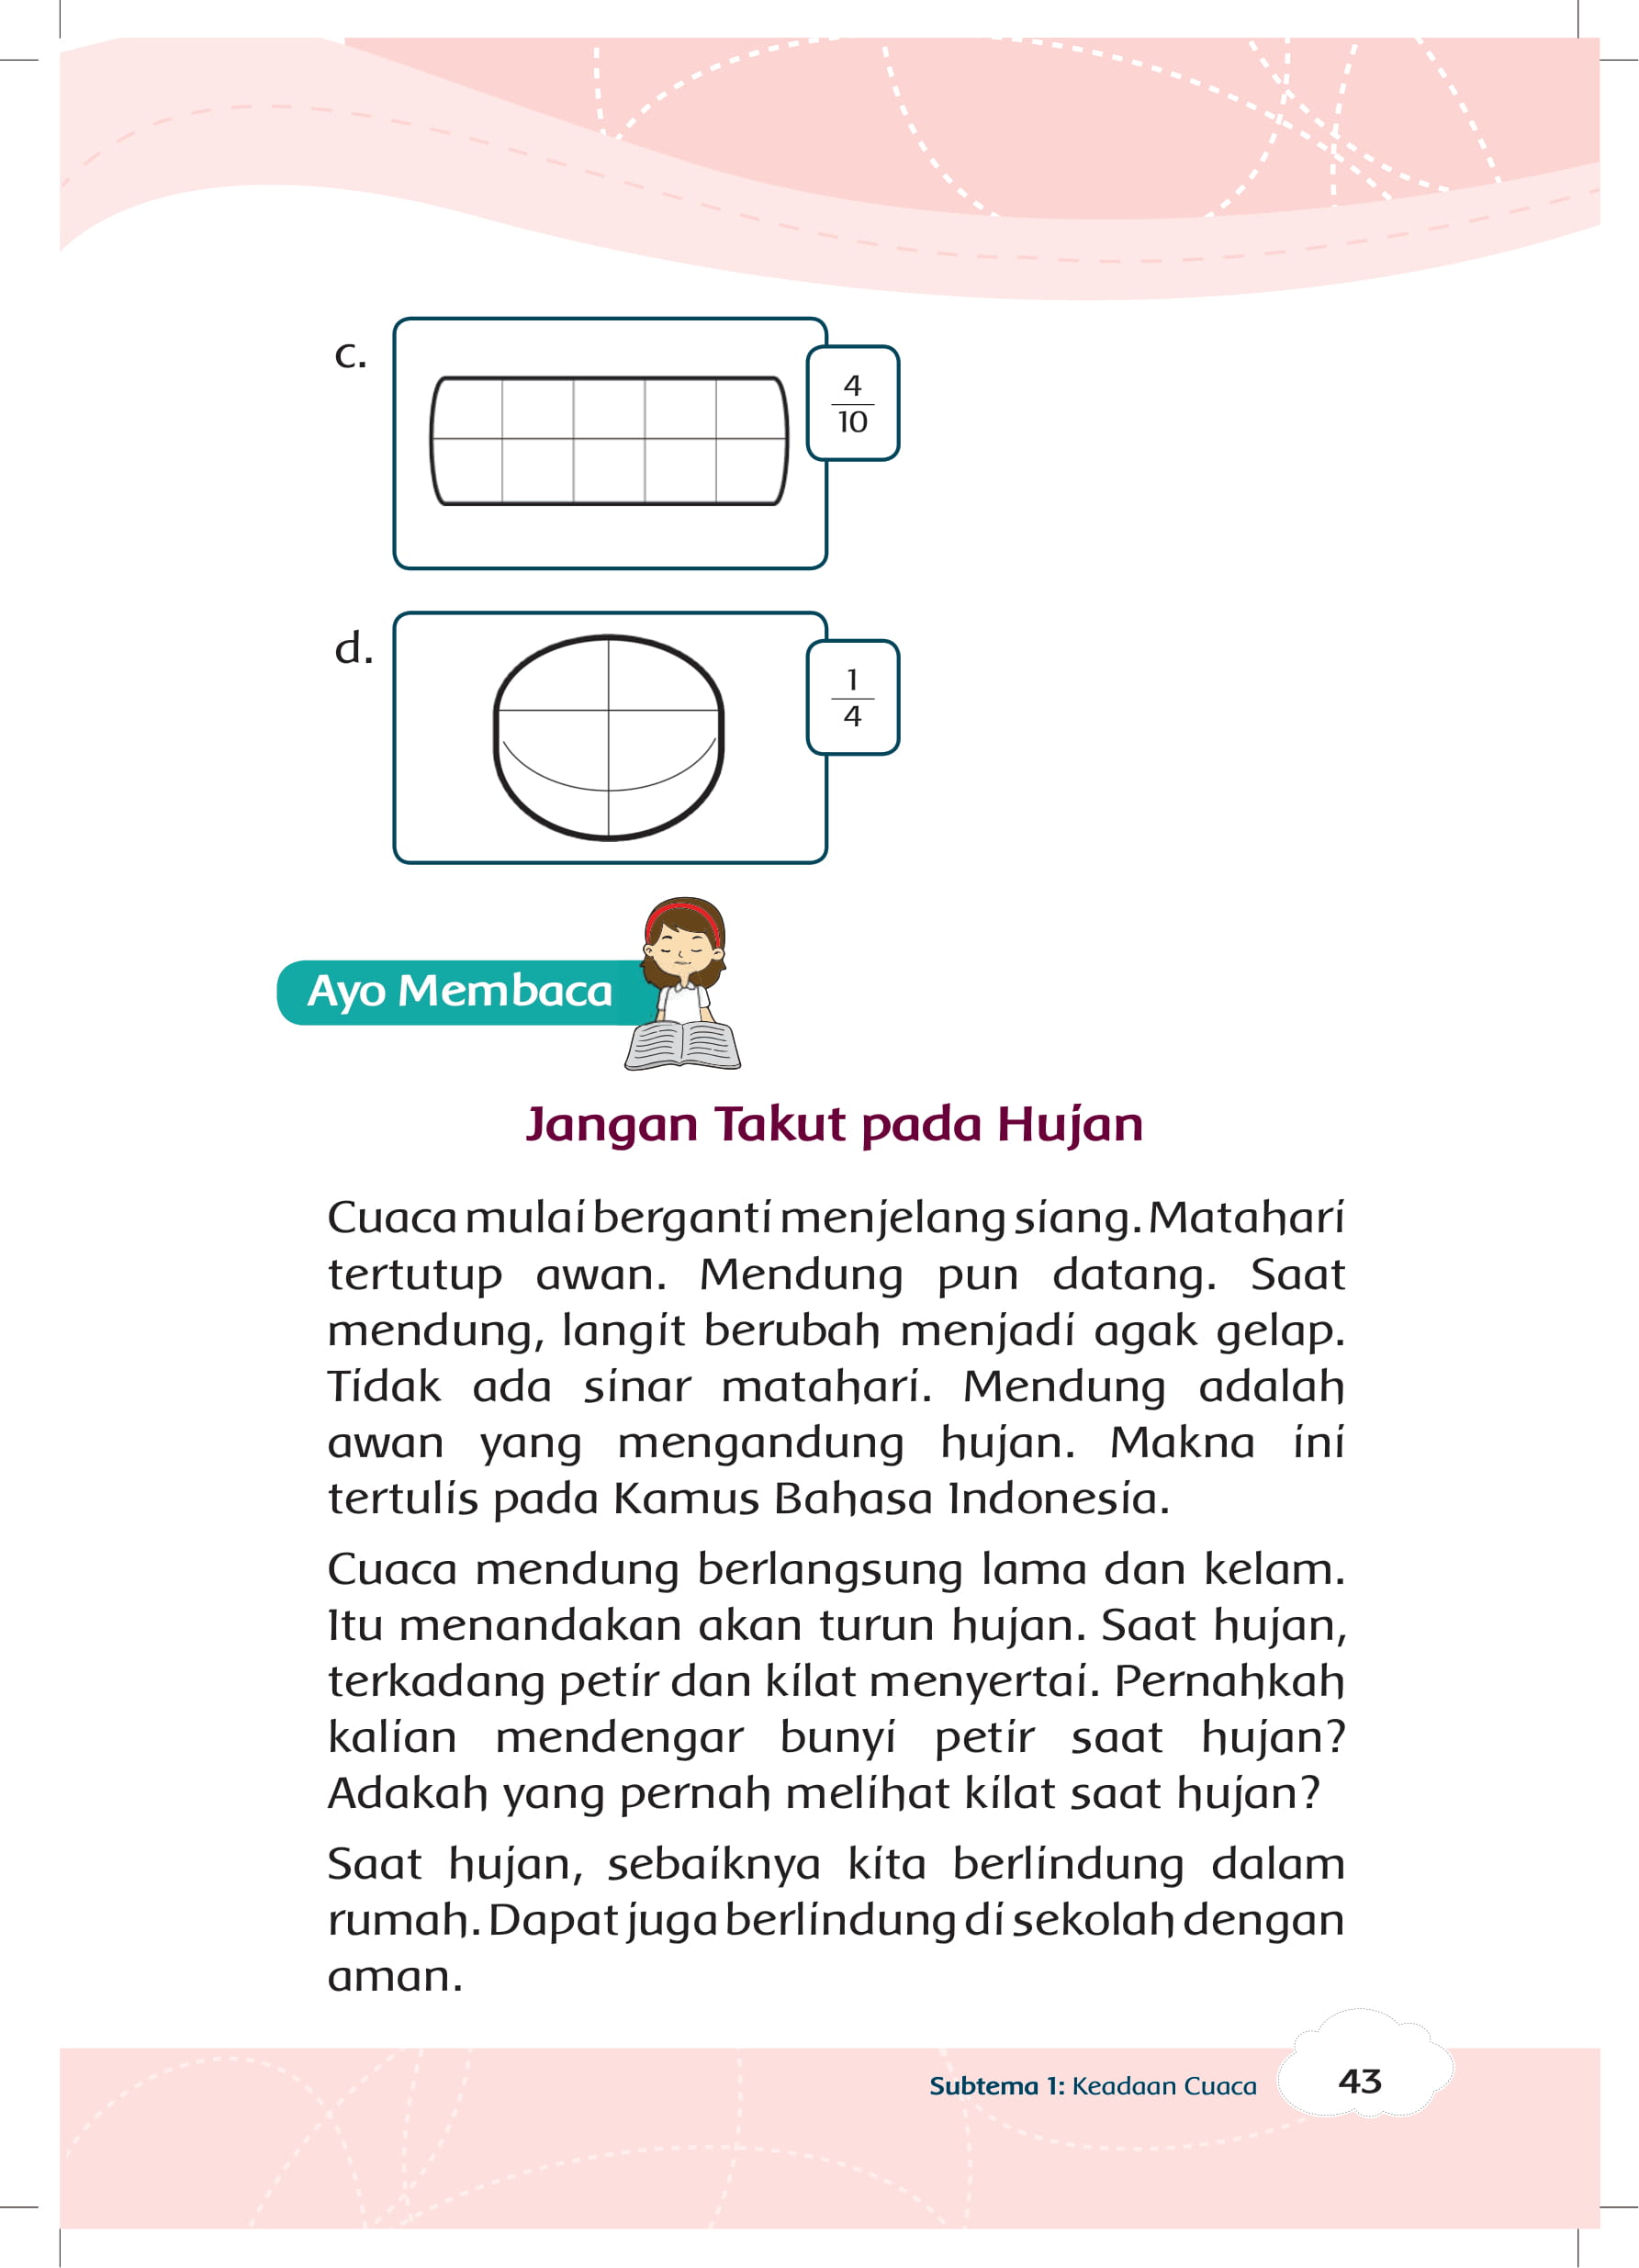 c.
4
10
d.
1
4
Ayo Membaca
Jangan Takut pada Hujan
Cuaca mulai berganti menjelang siang. Matahari
tertutup awan. Mendung pun datang. Saat
mendung, langit berubah menjadi agak gelap.
Tidak ada sinar matahari. Mendung adalah
awan yang mengandung hujan. Makna ini
tertulis pada Kamus Bahasa Indonesia.
Cuaca mendung berlangsung lama dan kelam.
Itu menandakan akan turun hujan. Saat hujan,
terkadang petir dan kilat menyertai. Pernahkah
kalian mendengar bunyi petir saat hujan?
Adakah yang pernah melihat kilat saat hujan?
Saat hujan, sebaiknya kita berlindung dalam
rumah. Dapat juga berlindung di sekolah dengan
aman.
Subtema 1: Keadaan Cuaca
43